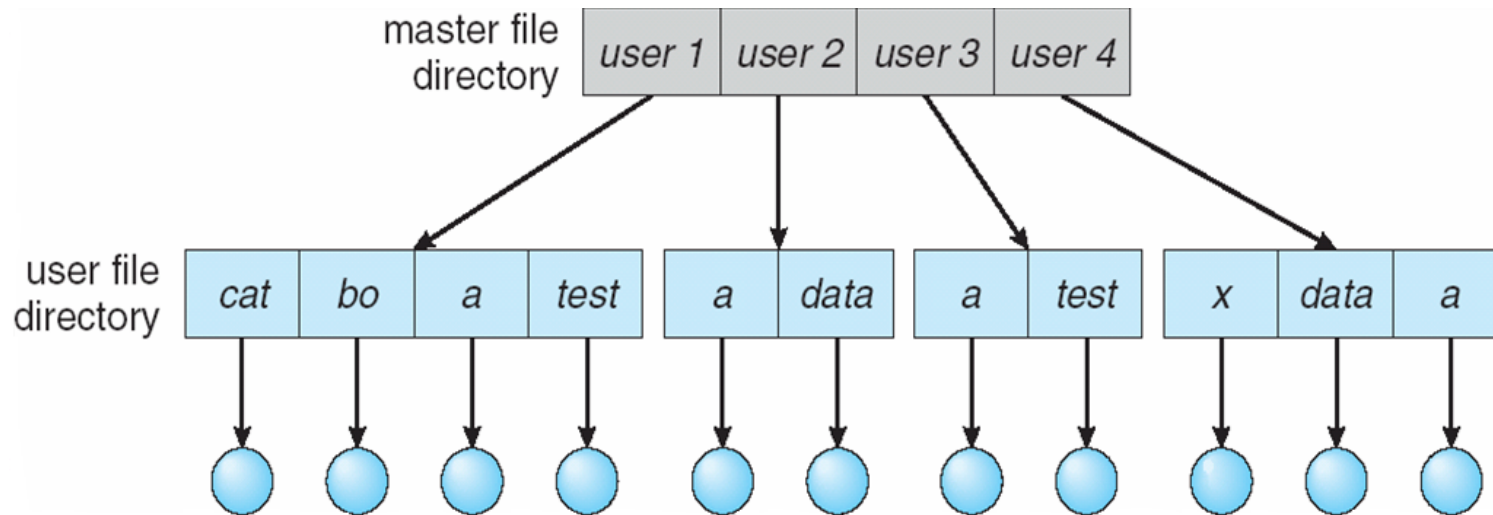 master file
directory
user 1 user 2 user 3 user 4
user file
directory
cat bo a test a data a test x data a